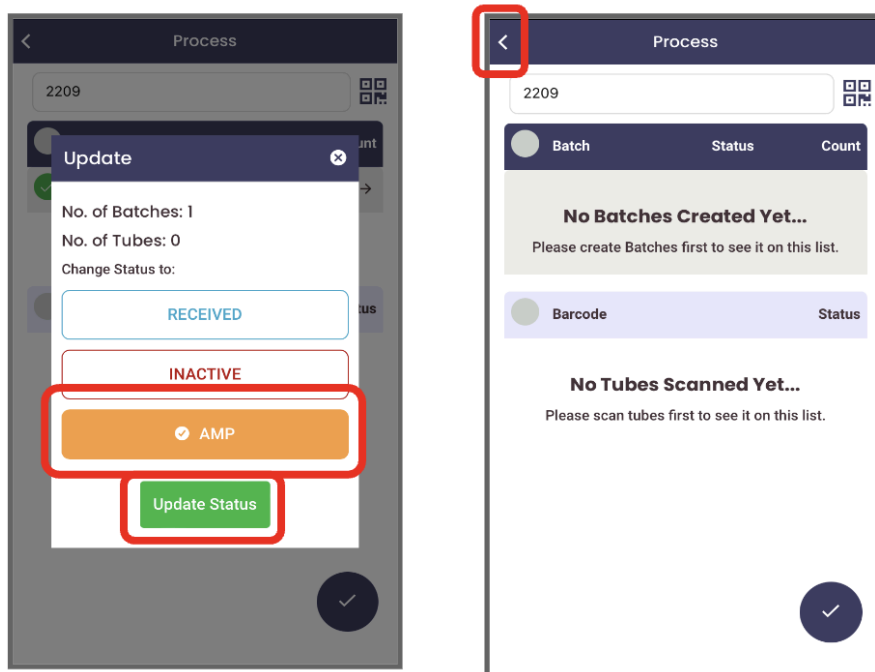 Process
2209
unt
Update
No. of Batches: 1
No. of Tubes: 0
Change Status to:
RECEIVED
tus
INACTIVE
AMP
Update Status
Process
2209
Batch Status Count
No Batches Created Yet...
Please create Batches first to see it on this list.
Barcode Status
No Tubes Scanned Yet...
Please scan tubes first to see it on this list.